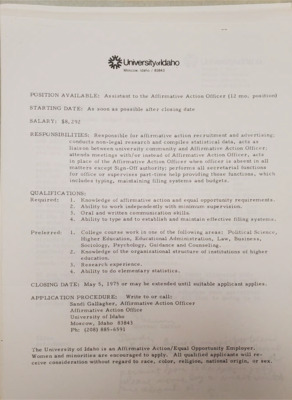 University of Idaho
Moscow, Idaho 83843
POSITION AVAILABLE: Assistant to the Affirmative Action Officer (12 mo. position)
STARTING DATE: As soon as possible after closing date
SALARY: $8,292
RESPONSIBILITIES: Responsible for affirmative action recruitment and advertising;
conducts non-legal research and compiles statistical data, acts as
liaison between university community and Affirmative Action Officer;
attends meetings with/or instead of Affirmative Action Officer, acts
in place of the Affirmative Action Officer when officer is absent in all
matters except Sign-off Authority; performs all secretarial functions
for office or supervises part-time help providing these functions, which
includes typing, maintaining filing systems and budgets.
QUALIFICATIONS:
Required: 1. Knowledge of affirmative action and equal opportunity requirements.
2. Ability to work independently with minimum supervision.
3. Oral and written communication skills.
4. Ability to type and to establish and maintain effective filing systems.
Preferred: 1. College course work in one of the following areas: Political Science,
Higher Education, Educational Administration, Law, Business,
Sociology, Psychology, Guidance and Counseling.
2. Knowledge of the organizational structure of institutions of higher
education.
3. Research experience.
4. Ability to do elementary statistics.
CLOSING DATE: May 5, 1975 or may be extended until suitable applicant applies.
APPLICATION PROCEDURE: Write to or call:
Sandi Gallagher, Affirmative Action Officer
Affirmative Action Office
University of Idaho
Moscow, Idaho 83843
Ph: (208) 885-6591
The University of Idaho is an Affirmative Action/Equal Opportunity Employer.
Women and minorities are encouraged to apply. All qualified applicants will re-
ceive consideration without regard to race, color, religion, national origin, or sex.